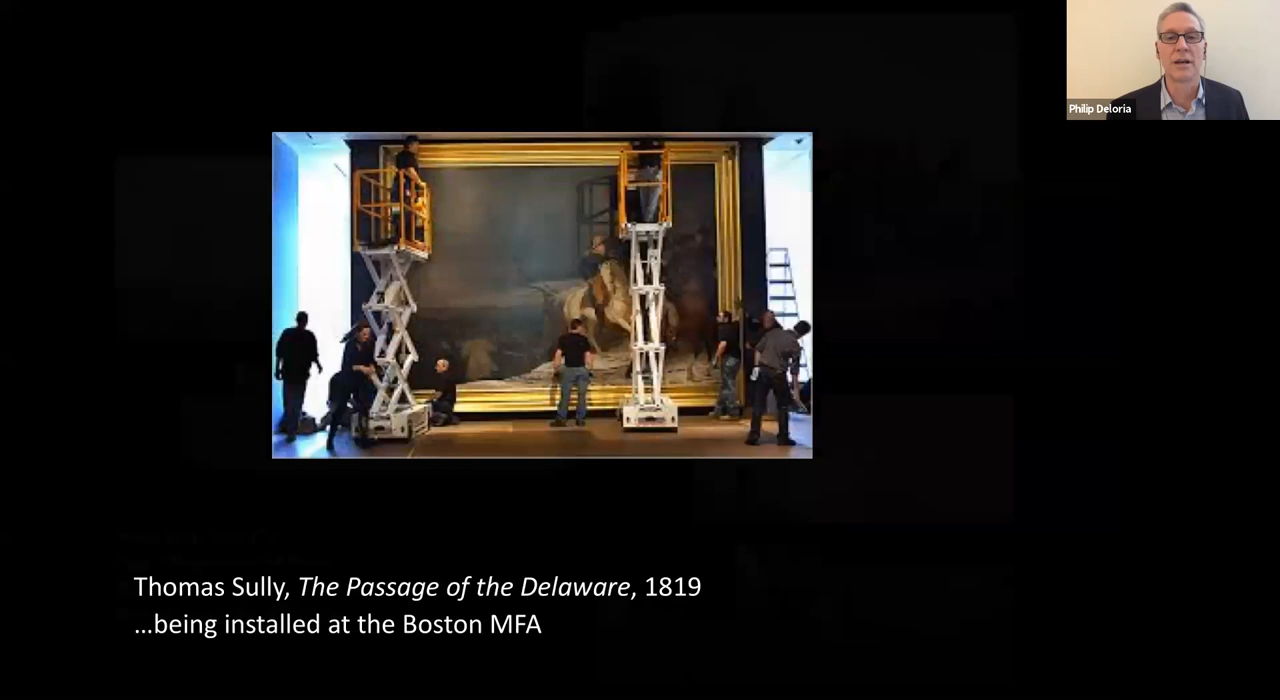 Philip Deloria
Thomas Sully, The Passage of the Delaware, 1819
...being installed at the Boston MFA